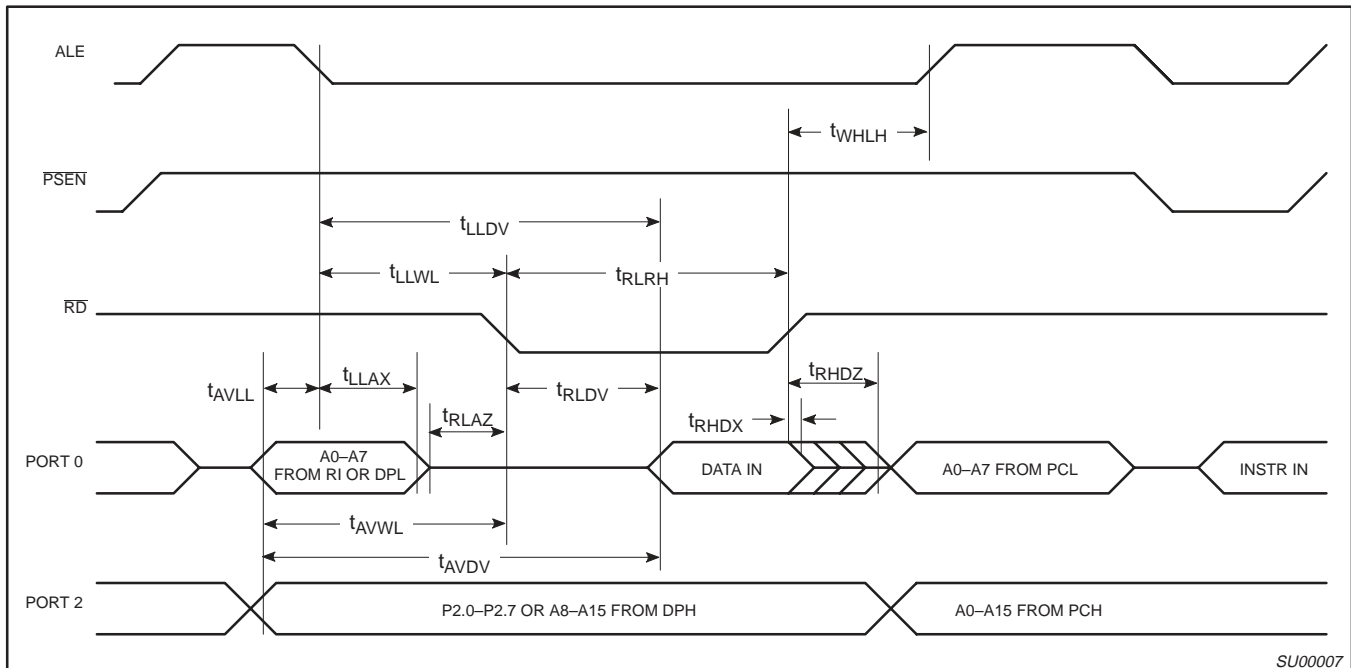 ALE
tWHLH
PSEN
tLLDV
tLLWL
tRLRH
RD
tAVLL
tLLAX
tRLDV
tRHDZ
tRLAZ
tRHDX
PORT 0
A0–A7
FROM RI OR DPL
DATA IN
A0–A7 FROM PCL
INSTR IN
tAVWL
tAVDV
PORT 2
P2.0–P2.7 OR A8–A15 FROM DPH
A0–A15 FROM PCH
SU00007